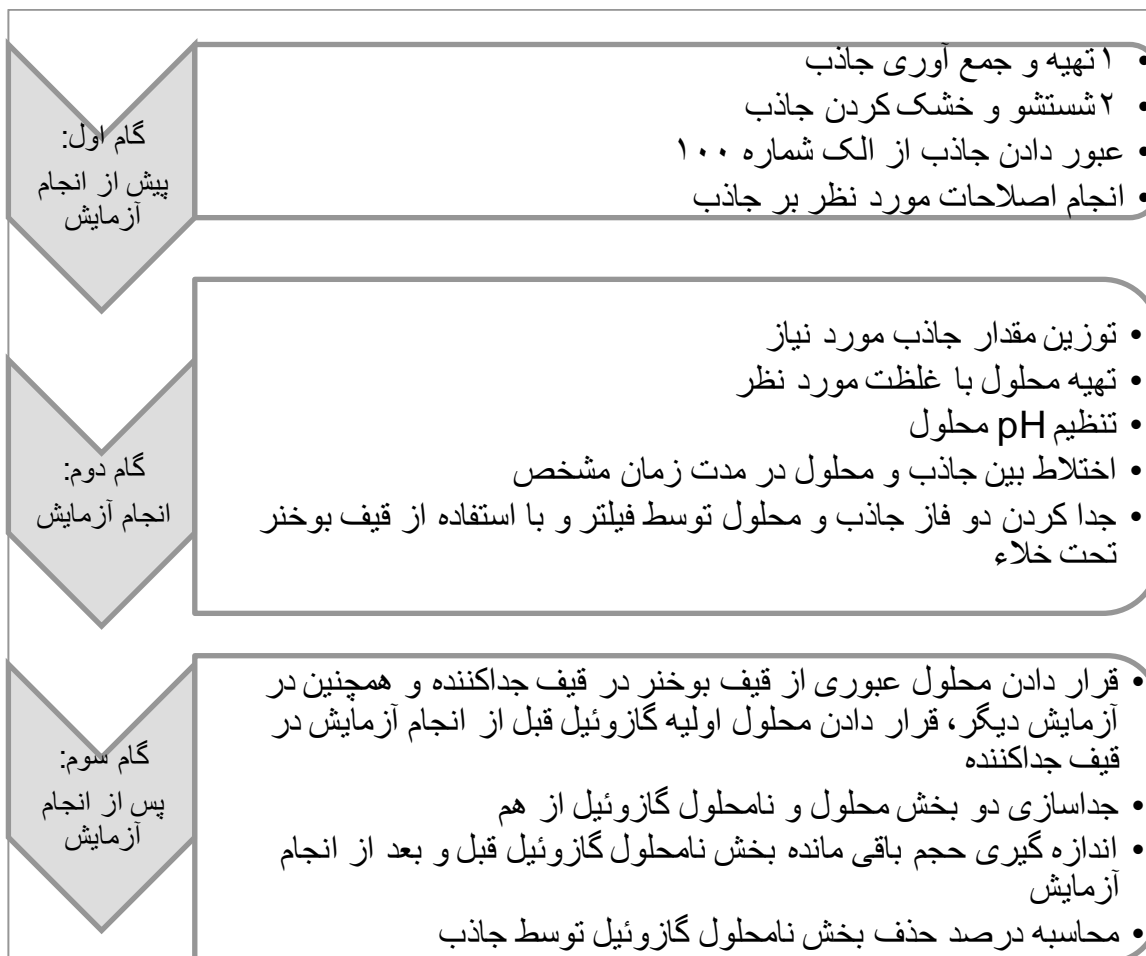 گام اول:
پیش از انجام
آزمایش
• ۱ تهیه و جمع آوری جاذب
• ۲ شستشو و خشک کردن جاذب
• عبور دادن جاذب از الک شماره ۱۰۰
• انجام اصلاحات مورد نظر بر جاذب
گام دوم:
انجام آزمایش
• توزین مقدار جاذب مورد نیاز
• تهیه محلول با غلظت مورد نظر
• تنظیم pH محلول
• اختلاط بین جاذب و محلول در مدت زمان مشخص
• جدا کردن دو فاز جاذب و محلول توسط فیلتر و با استفاده از قیف بوخنر
تحت خلاء
گام سوم:
پس از انجام
آزمایش
• قرار دادن محلول عبوری از قیف بوخنر در قیف جداکننده و همچنین در
آزمایش دیگر، قرار دادن محلول اولیه گازوئیل قبل از انجام آزمایش در
قیف جداکننده
• جداسازی دو بخش محلول و نامحلول گازوئیل از هم
• اندازه گیری حجم باقی مانده بخش نامحلول گازوئیل قبل و بعد از انجام
آزمایش
• محاسبه درصد حذف بخش نامحلول گازوئیل توسط جاذب